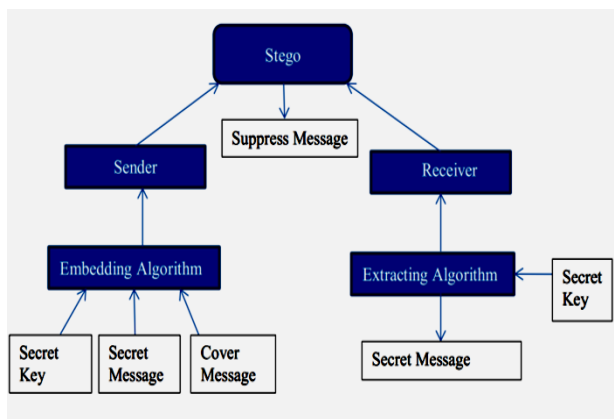 Stego
Suppress Message
Sender
Receiver
Embedding Algorithm
Extracting Algorithm
Secret
Key
Secret
Key
Secret
Message
Cover
Message
Secret Message